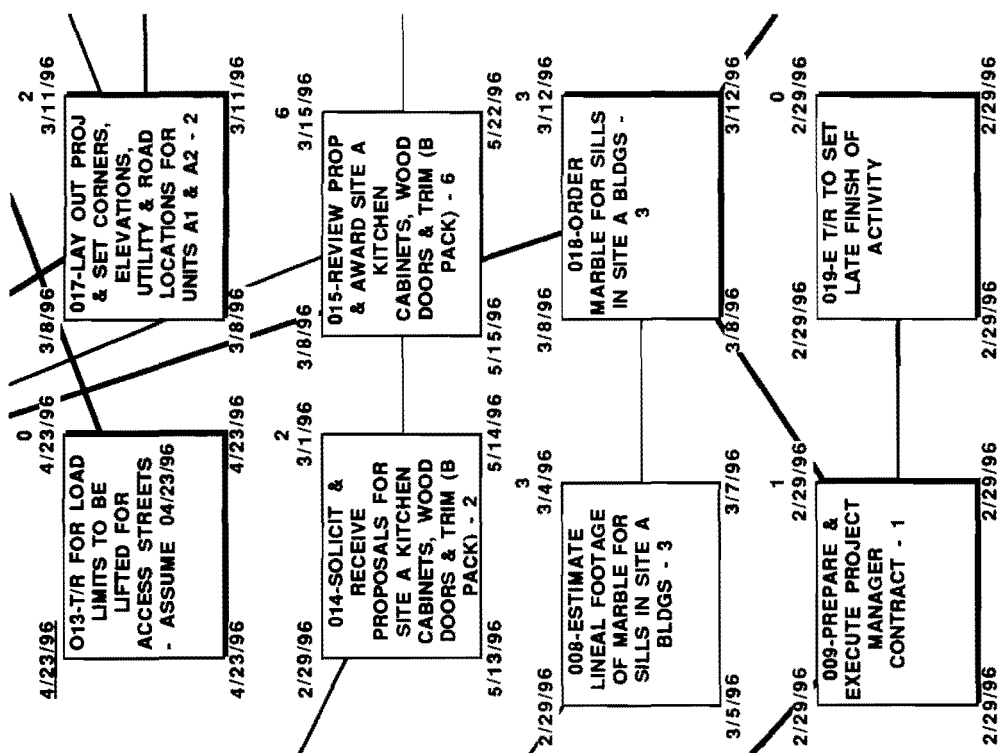 0
2
4/23/96
4/23/96
3/8/96
3/11/96
O13-T/R FOR LOAD
LIMITS TO BE
LIFTED FOR
ACCESS STREETS
- ASSUME 04/23/96
017-LAY OUT PROJ
& SET CORNERS,
ELEVATIONS,
UTILITY & ROAD
LOCATIONS FOR
UNITS A1 & A2 - 2
4/23/96
4/23/96
3/8/96
3/11/96
2
6
2/29/96
3/1/96
3/8/96
3/15/96
014-SOLICIT &
RECEIVE
PROPOSALS FOR
SITE A KITCHEN
CABINETS, WOOD
DOORS & TRIM (B
PACK) - 2
015-REVIEW PROP
& AWARD SITE A
KITCHEN
CABINETS, WOOD
DOORS & TRIM (B
PACK) - 6
5/13/96
5/14/96
5/15/96
5/22/96
3
3
2/29/96
3/4/96
3/8/96
3/12/96
008-ESTIMATE
LINEAL FOOTAGE
OF MARBLE FOR
SILLS IN SITE A
BLDGS - 3
018-ORDER
MARBLE FOR SILLS
IN SITE A BLDGS -
3
3/5/96
3/7/96
3/8/96
3/12/96
1
0
2/29/96
2/29/96
2/29/96
2/29/96
009-PREPARE &
EXECUTE PROJECT
MANAGER
CONTRACT - 1
019-E T/R TO SET
LATE FINISH OF
ACTIVITY
2/29/96
2/29/96
2/29/96
2/29/96